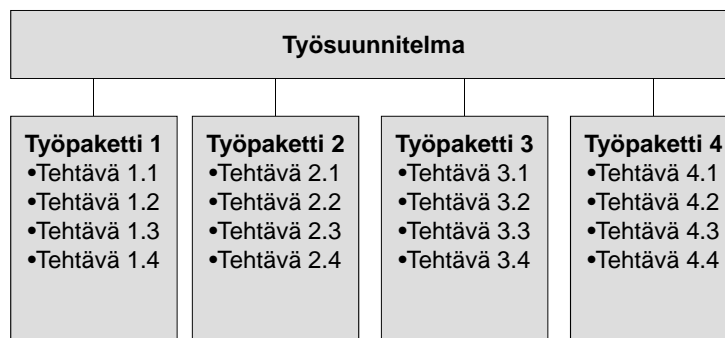 Työsuunnitelma
Työpaketti 1
•Tehtävä 1.1
•Tehtävä 1.2
•Tehtävä 1.3
•Tehtävä 1.4
Työpaketti 2
•Tehtävä 2.1
•Tehtävä 2.2
•Tehtävä 2.3
•Tehtävä 2.4
Työpaketti 3
•Tehtävä 3.1
•Tehtävä 3.2
•Tehtävä 3.3
•Tehtävä 3.4
Työpaketti 4
•Tehtävä 4.1
•Tehtävä 4.2
•Tehtävä 4.3
•Tehtävä 4.4